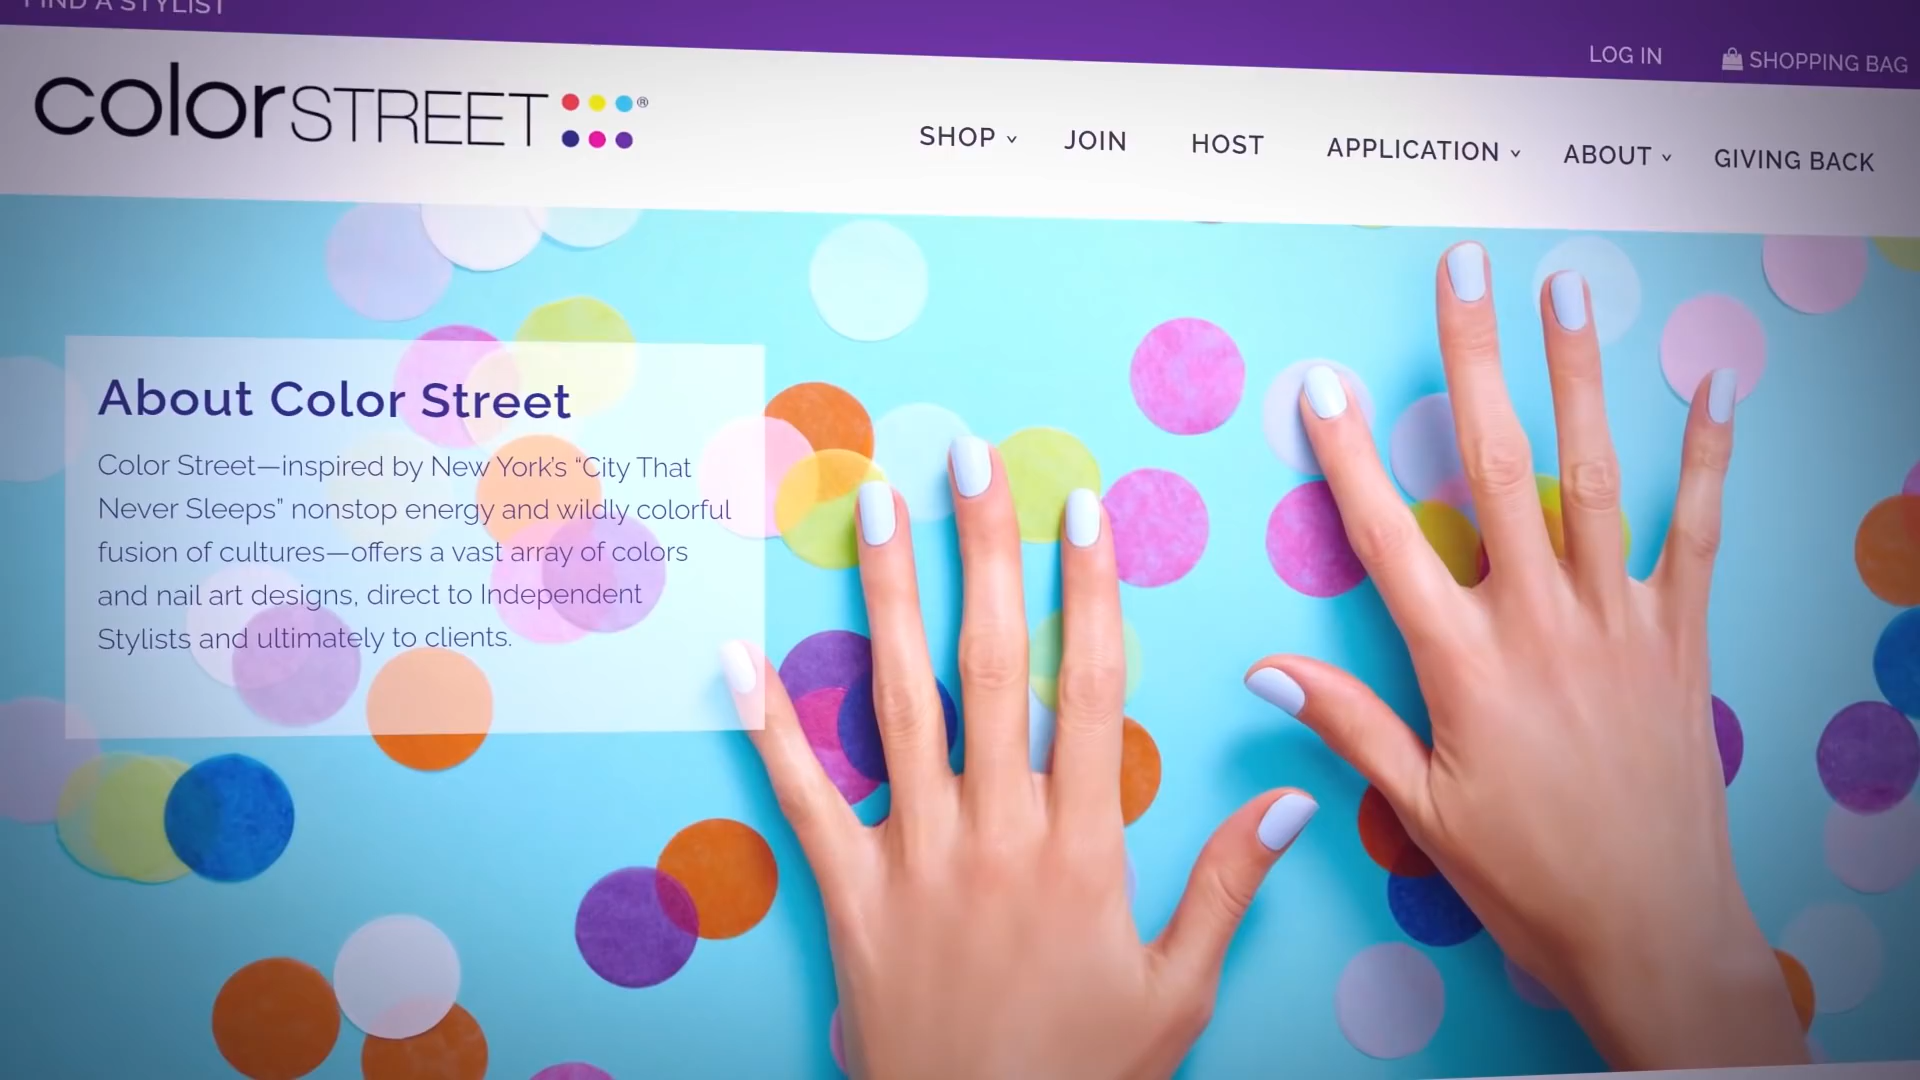 FIND A STYLIST
LOG IN
SHOPPING BAG
colorSTREET®
SHOP
JOIN
HOST
APPLICATION
ABOUT
GIVING BACK
About Color Street
Color Street—inspired by New York’s “City That
Never Sleeps” nonstop energy and wildly colorful
fusion of cultures—offers a vast array of colors
and nail art designs, direct to Independent
Stylists and ultimately to clients.